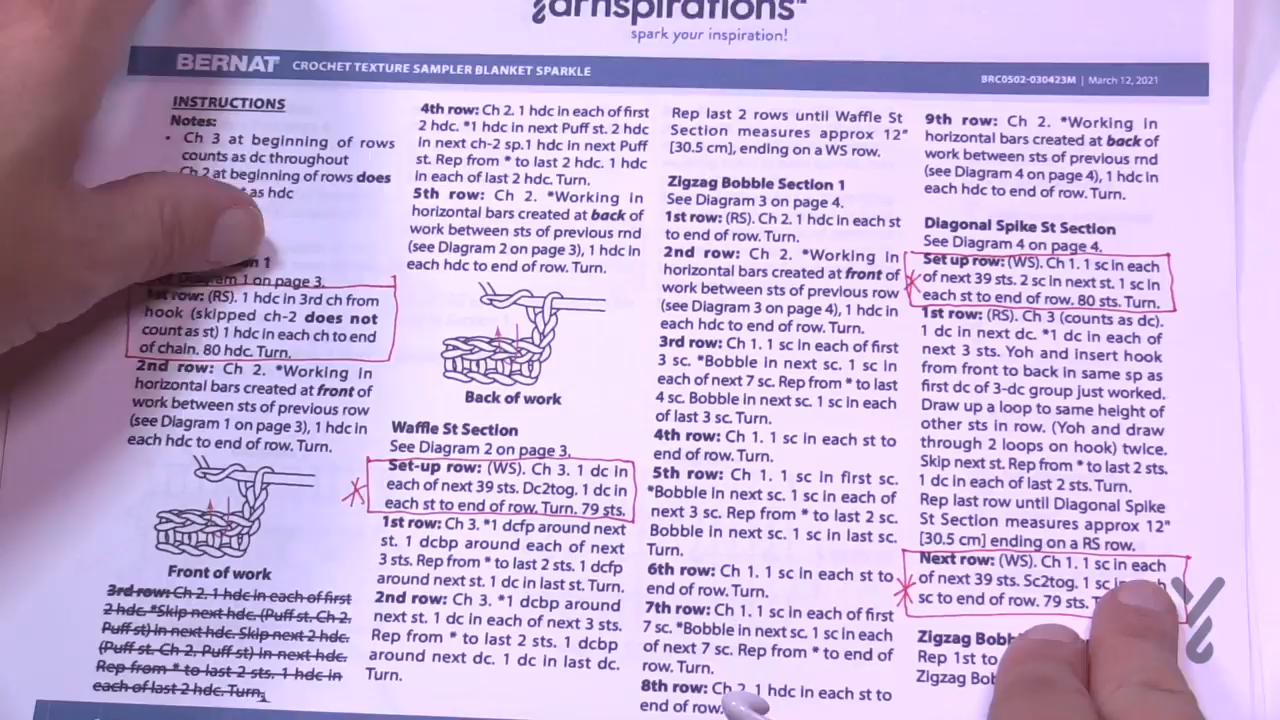 Yarnspirations™
spark your inspiration!
BERNAT CROCHET TEXTURE SAMPLER BLANKET SPARKLE
BRC0502-030423M | March 12, 2021
INSTRUCTIONS
Notes:
• Ch 3 at beginning of rows
counts as dc throughout
Ch 2 at beginning of rows does
as hdc
1
Diagram 1 on page 3.
1st row: (RS). 1 hdc in 3rd ch from
hook (skipped ch-2 does not
count as st) 1 hdc in each ch to end
of chain. 80 hdc. Turn.
2nd row: Ch 2. *Working in
horizontal bars created at front of
work between sts of previous row
(see Diagram 1 on page 3), 1 hdc in
each hdc to end of row. Turn.
Front of work
3rd row: Ch 2. 1 hdc in each of first
2 hdc. *Skip next hdc. (Puff st. Ch 2.
Puff st) in next hdc. Skip next 2 hdc.
(Puff st. Ch 2, Puff st) in next hdc.
Rep from * to last 2 sts. 1 hdc in
each of last 2 hdc. Turn.
4th row: Ch 2. 1 hdc in each of first
2 hdc. *1 hdc in next Puff st. 2 hdc
in next ch-2 sp.1 hdc in next Puff
st. Rep from * to last 2 hdc. 1 hdc
in each of last 2 hdc. Turn.
5th row: Ch 2. *Working in
horizontal bars created at back of
work between sts of previous rnd
(see Diagram 2 on page 3), 1 hdc in
each hdc to end of row. Turn.
Back of work
Waffle St Section
See Diagram 2 on page 3.
Set-up row: (WS). Ch 3. 1 dc in
each of next 39 sts. Dc2tog. 1 dc in
each st to end of row. Turn. 79 sts.
1st row: Ch 3. *1 dcfp around next
st. 1 dcbp around each of next
3 sts. Rep from * to last 2 sts. 1 dcfp
around next st. 1 dc in last st. Turn.
2nd row: Ch 3. *1 dcbp around
next st. 1 dc in each of next 3 sts.
Rep from * to last 2 sts. 1 dcbp
around next dc. 1 dc in last dc.
Turn.
Rep last 2 rows until Waffle St
Section measures approx 12"
[30.5 cm], ending on a WS row.
Zigzag Bobble Section 1
See Diagram 3 on page 4.
1st row: (RS). Ch 2. 1 hdc in each st
to end of row. Turn.
2nd row: Ch 2. *Working in
horizontal bars created at front of
work between sts of previous row
(see Diagram 3 on page 4), 1 hdc in
each hdc to end of row. Turn.
3rd row: Ch 1. 1 sc in each of first
3 sc. *Bobble in next sc. 1 sc in
each of next 7 sc. Rep from * to last
4 sc. Bobble in next sc. 1 sc in each
of last 3 sc. Turn.
4th row: Ch 1. 1 sc in each st to
end of row. Turn.
5th row: Ch 1. 1 sc in first sc.
*Bobble in next sc. 1 sc in each of
next 3 sc. Rep from * to last 2 sc.
Bobble in next sc. 1 sc in last sc.
Turn.
6th row: Ch 1. 1 sc in each st to
end of row. Turn.
7th row: Ch 1. 1 sc in each of first
7 sc. *Bobble in next sc. 1 sc in each
of next 7 sc. Rep from * to end of
row. Turn.
8th row: Ch 2. 1 hdc in each st to
end of row.
9th row: Ch 2. *Working in
horizontal bars created at back of
work between sts of previous rnd
(see Diagram 4 on page 4), 1 hdc in
each hdc to end of row. Turn.
Diagonal Spike St Section
See Diagram 4 on page 4.
Set up row: (WS). Ch 1. 1 sc in each
of next 39 sts. 2 sc in next st. 1 sc in
each st to end of row. 80 sts. Turn.
1st row: (RS). Ch 3 (counts as dc).
1 dc in next dc. *1 dc in each of
next 3 sts. Yoh and insert hook
from front to back in same sp as
first dc of 3-dc group just worked.
Draw up a loop to same height of
other sts in row. (Yoh and draw
through 2 loops on hook) twice.
Skip next st. Rep from * to last 2 sts.
1 dc in each of last 2 sts. Turn.
Rep last row until Diagonal Spike
St Section measures approx 12"
[30.5 cm] ending on a RS row.
Next row: (WS). Ch 1. 1 sc in each
of next 39 sts. Sc2tog. 1 sc in
sc to end of row. 79 sts.
Zigzag
Rep 1st to
Zigzag